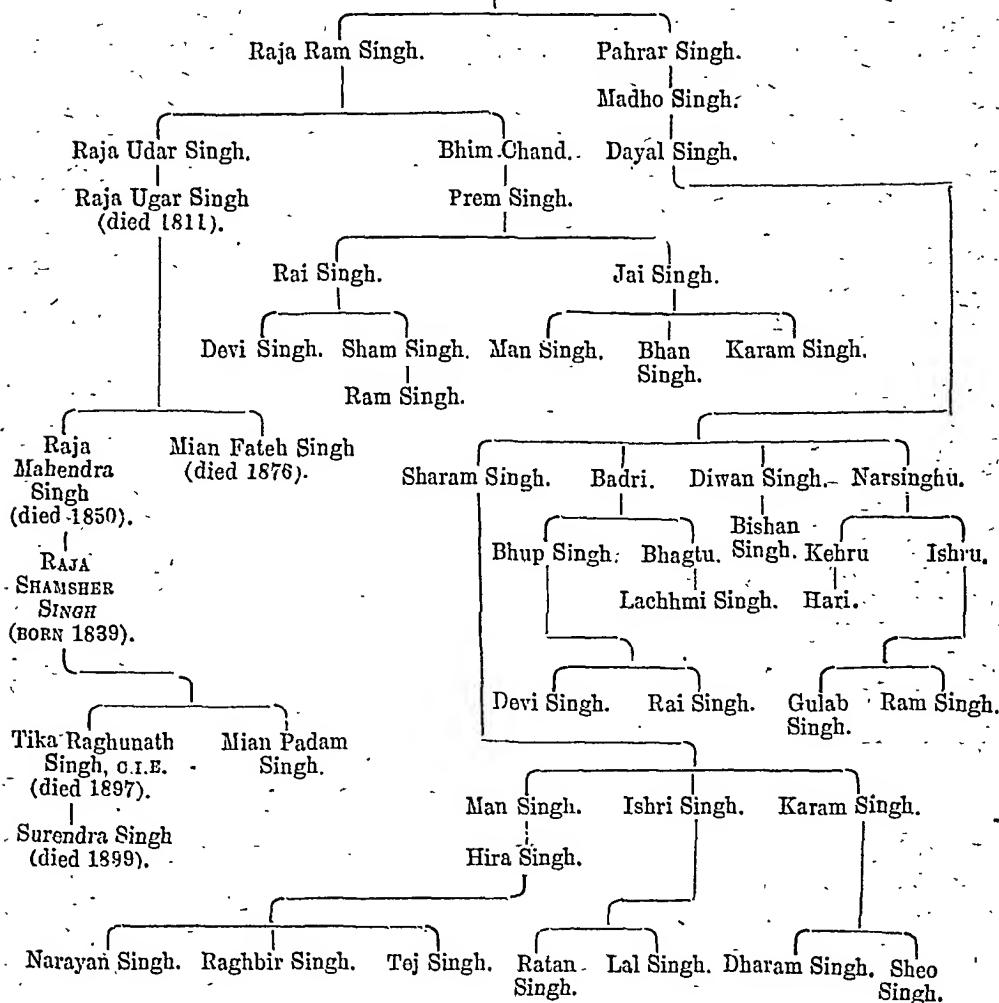 Raja Ram Singh. Pahrar Singh.
Madho Singh.
Raja Udar Singh. Bhim Chand. Dayal Singh.
Raja Ugar Singh Prem Singh.
(died 1811).
Rai Singh. Jai Singh.
Devi Singh. Sham Singh. Man Singh. Bhan Karam Singh.
Singh.
Ram Singh.
Raja Mian Fateh Singh
Mahendra (died 1876).
Singh
(died 1850).
Sharam Singh. Badri. Diwan Singh. Narsinghu.
Bhup Singh. Bhagtu. Bishan Kehru Ishru.
Singh.
Lachhmi Singh. Hari.
RAJA
SHAMSHER
SINGH
(BORN 1839).
Devi Singh. Rai Singh. Gulab Ram Singh.
Singh.
Tika Raghunath Mian Padam
Singh, C.I.E. Singh.
(died 1897).
Man Singh. Ishri Singh. Karam Singh.
Surendra Singh
(died 1899).
Hira Singh.
Narayan Singh. Raghbir Singh. Tej Singh. Ratan Lal Singh. Dharam Singh. Sheo
Singh. Singh.